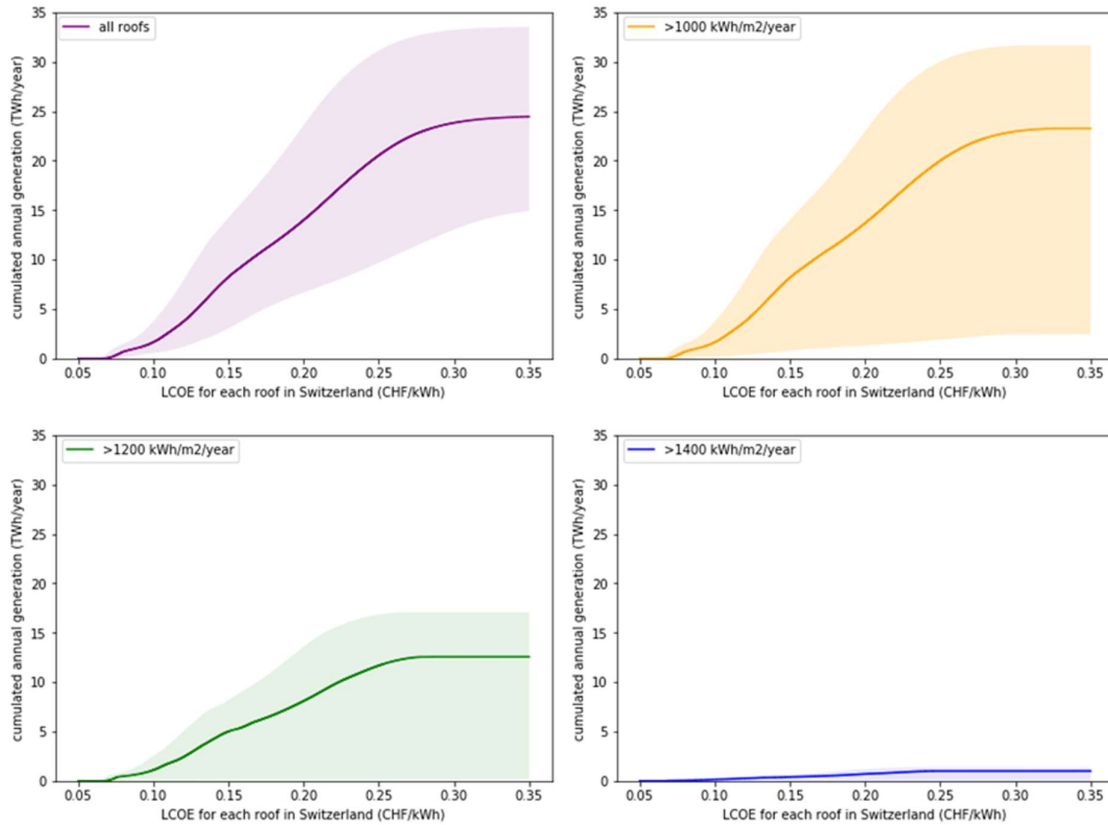 all roofs
cumulated annual generation (TWh/year)
35
30
25
20
15
10
5
0
0.05 0.10 0.15 0.20 0.25 0.30 0.35
LCOE for each roof in Switzerland (CHF/kWh)
>1000 kWh/m2/year
cumulated annual generation (TWh/year)
35
30
25
20
15
10
5
0
0.05 0.10 0.15 0.20 0.25 0.30 0.35
LCOE for each roof in Switzerland (CHF/kWh)
>1200 kWh/m2/year
cumulated annual generation (TWh/year)
35
30
25
20
15
10
5
0
0.05 0.10 0.15 0.20 0.25 0.30 0.35
LCOE for each roof in Switzerland (CHF/kWh)
>1400 kWh/m2/year
cumulated annual generation (TWh/year)
35
30
25
20
15
10
5
0
0.05 0.10 0.15 0.20 0.25 0.30 0.35
LCOE for each roof in Switzerland (CHF/kWh)